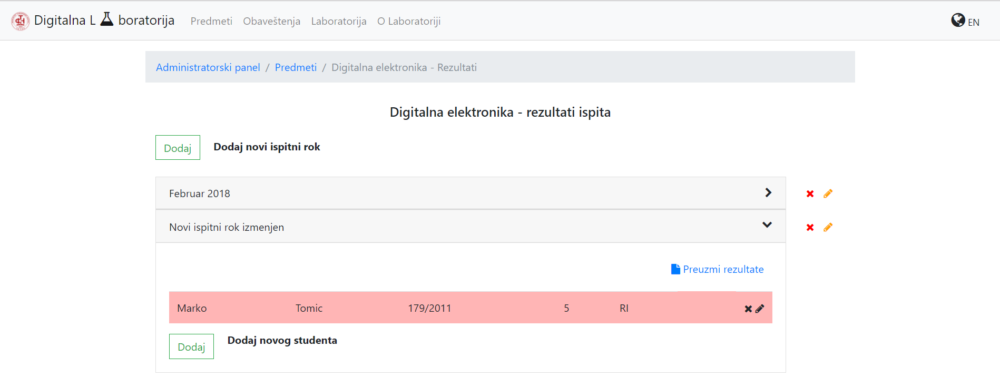 Digitalna L boratorija Predmeti Obaveštenja Laboratorija O Laboratoriji EN
Administratorski panel / Predmeti / Digitalna elektronika - Rezultati
Digitalna elektronika - rezultati ispita
Dodaj Dodaj novi ispitni rok
Februar 2018
Novi ispitni rok izmenjen
Preuzmi rezultate
Marko Tomic 179/2011 5 RI
Dodaj Dodaj novog studenta